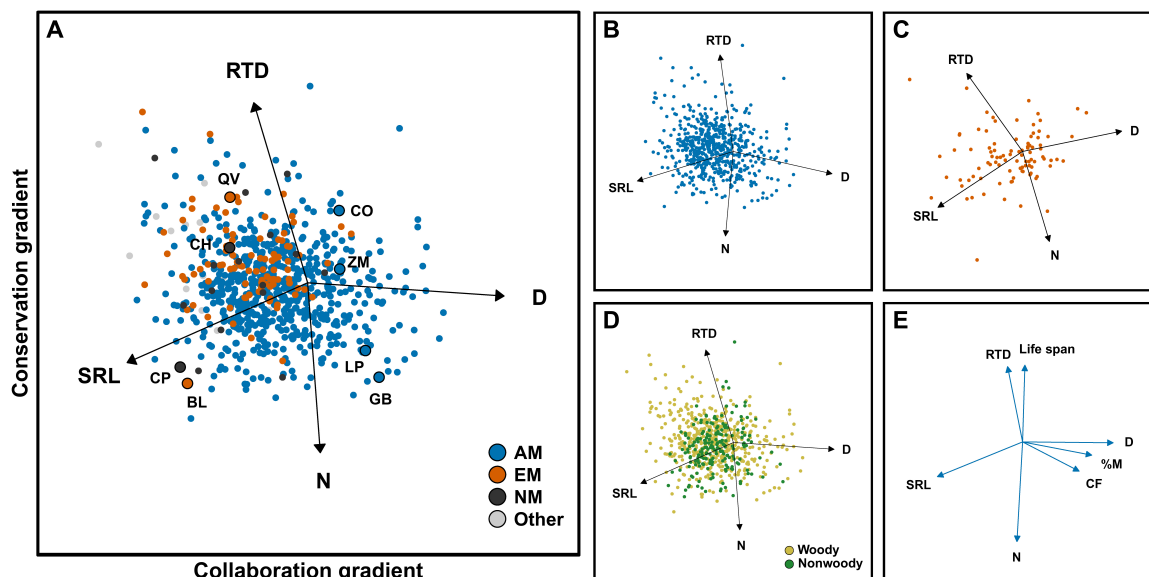 A
RTD
QV
CO
CH
ZM
D
SRL
LP
CP
BL
GB
N
AM
EM
NM
Other
Conservation gradient
Collaboration gradient
B
RTD
SRL
D
N
C
RTD
D
SRL
N
D
RTD
D
SRL
N
Woody
Nonwoody
E
RTD
Life span
D
%M
SRL
CF
N